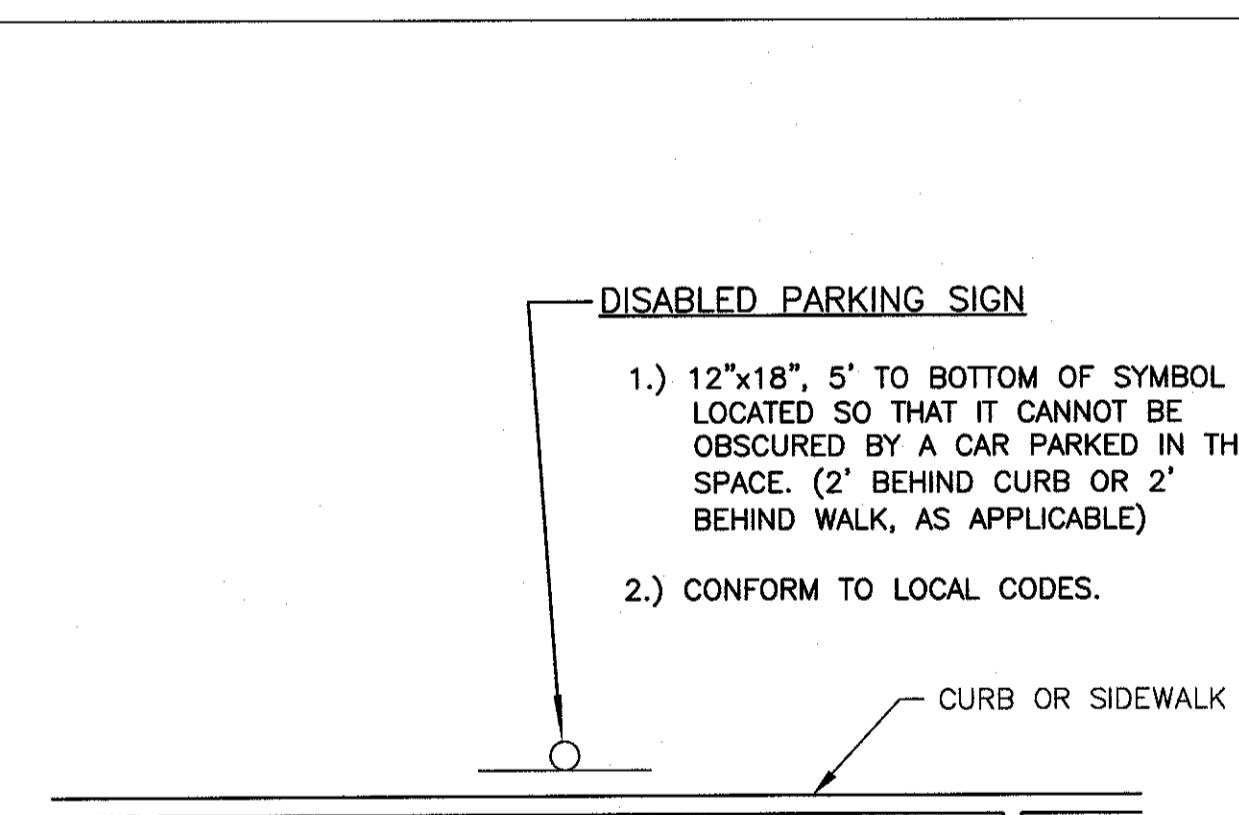 DISABLED PARKING SIGN
1.) 12"x18", 5' TO BOTTOM OF SYMBOL
LOCATED SO THAT IT CANNOT BE
OBSCURED BY A CAR PARKED IN TH
SPACE. (2' BEHIND CURB OR 2'
BEHIND WALK, AS APPLICABLE)
2.) CONFORM TO LOCAL CODES.
CURB OR SIDEWALK